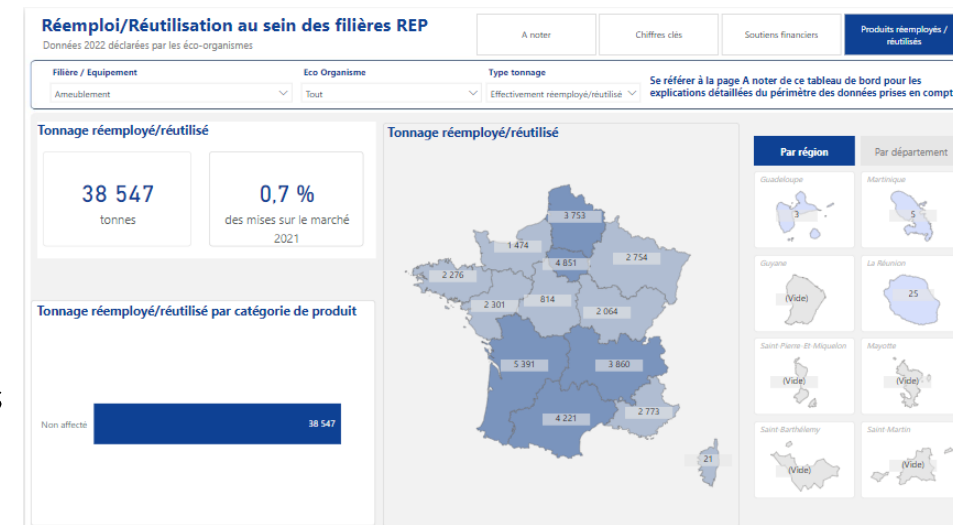 Réemploi/Réutilisation au sein des filières REP
Données 2022 déclarées par les éco-organismes
A noter
Chiffres clés
Soutiens financiers
Produits réemployés /
réutilisés
Filière / Equipement
Ameublement
Eco Organisme
Tout
Type tonnage
Effectivement réemployé/réutilisé
Se référer à la page A noter de ce tableau de bord pour les
explications détaillées du périmètre des données prises en compt
Tonnage réemployé/réutilisé
38 547
tonnes
0,7 %
des mises sur le marché
2021
Tonnage réemployé/réutilisé par catégorie de produit
Non affecté
38 547
Tonnage réemployé/réutilisé
3 753
1 474
4 851
2 754
2 276
2 301
814
2 064
5 391
3 860
4 221
2 773
21
Par région
Par département
Guadeloupe
3
Martinique
5
Guyane
(Vide)
La Réunion
25
Saint Pierre-Et-Miquelon
(Vide)
Mayotte
(Vide)
Saint Barthélemy
(Vide)
Saint Martin
(Vide)